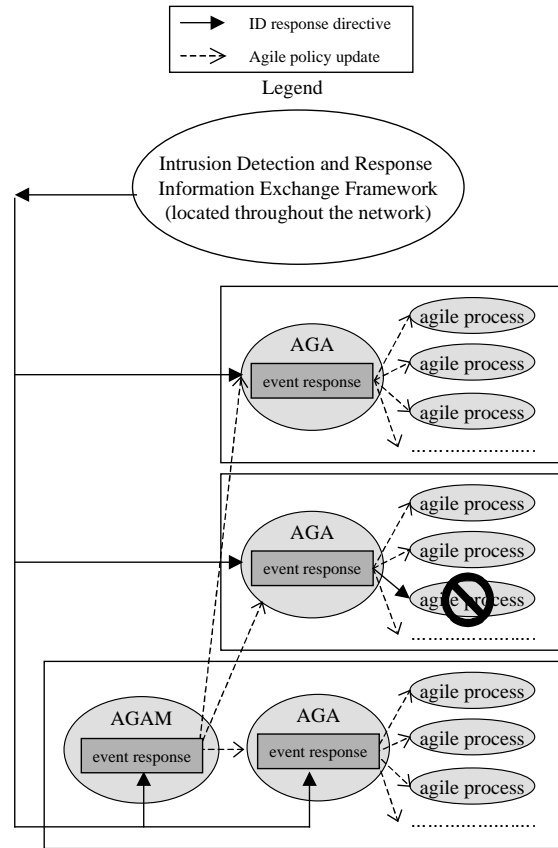 ID response directive
Agile policy update
Legend
Intrusion Detection and Response
Information Exchange Framework
(located throughout the network)
AGA
event response
agile process
agile process
agile process
........................
AGA
event response
agile process
agile process
agile process
........................
AGAM
event response
AGA
event response
agile process
agile process
agile process
........................